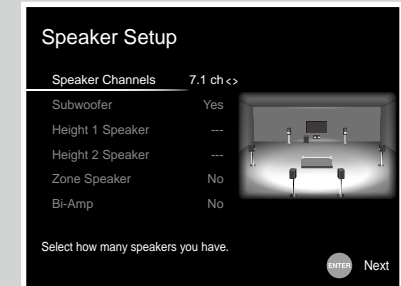 Speaker Setup
Speaker Channels 7.1 ch <>
Subwoofer Yes
Height 1 Speaker ---
Height 2 Speaker ---
Zone Speaker No
Bi-Amp No
Select how many speakers you have.
ENTER Next